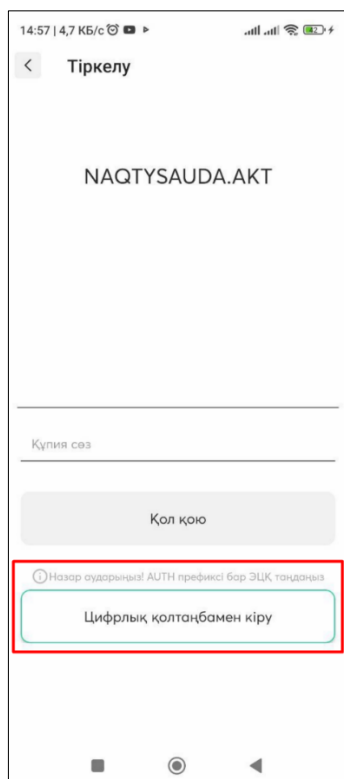 14:57 | 4,7 КБ/с
42
Тіркелу
NAQTYSAUDA.AKT
Құпия сөз
Қол қою
Назар аударыңыз! AUTH префиксі бар ЭЦҚ таңдаңыз
Цифрлық қолтаңбамен кіру